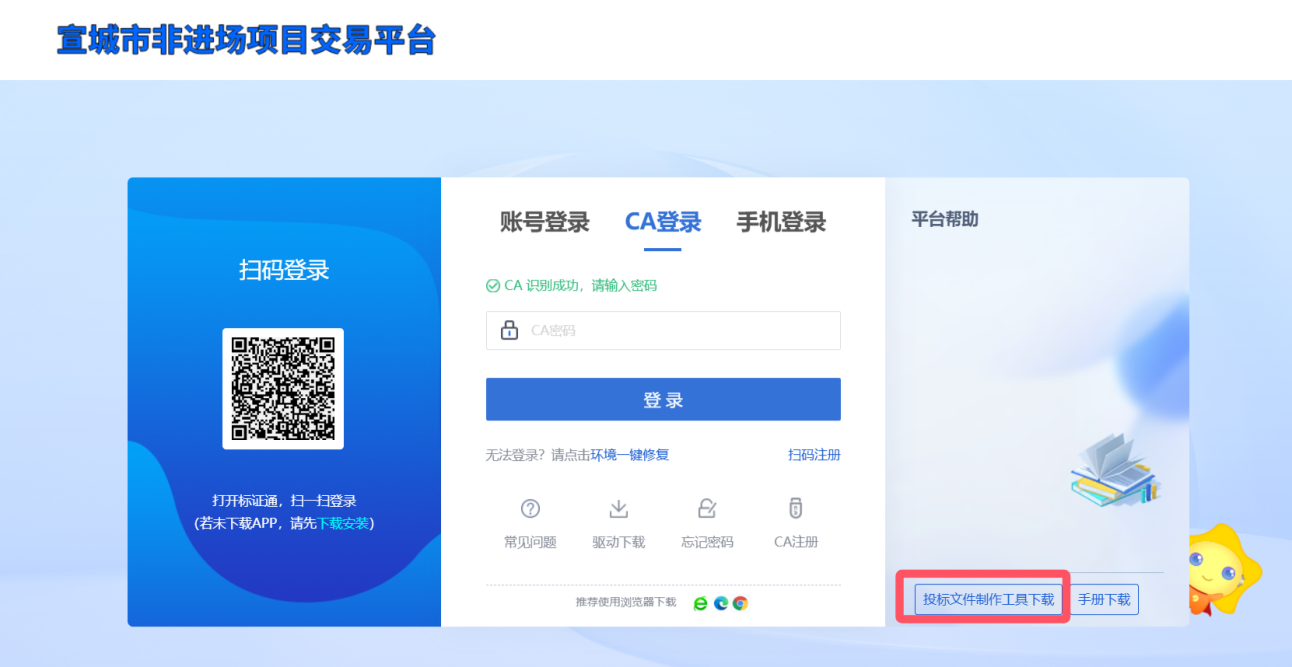 宣城市非进场项目交易平台
扫码登录
打开标证通，扫一扫登录
(若未下载APP，请先下载安装)
账号登录 CA登录 手机登录
CA 识别成功，请输入密码
CA密码
登录
无法登录？请点击环境一键修复 扫码注册
常见问题 驱动下载 忘记密码 CA注册
推荐使用浏览器下载
平台帮助
投标文件制作工具下载 手册下载